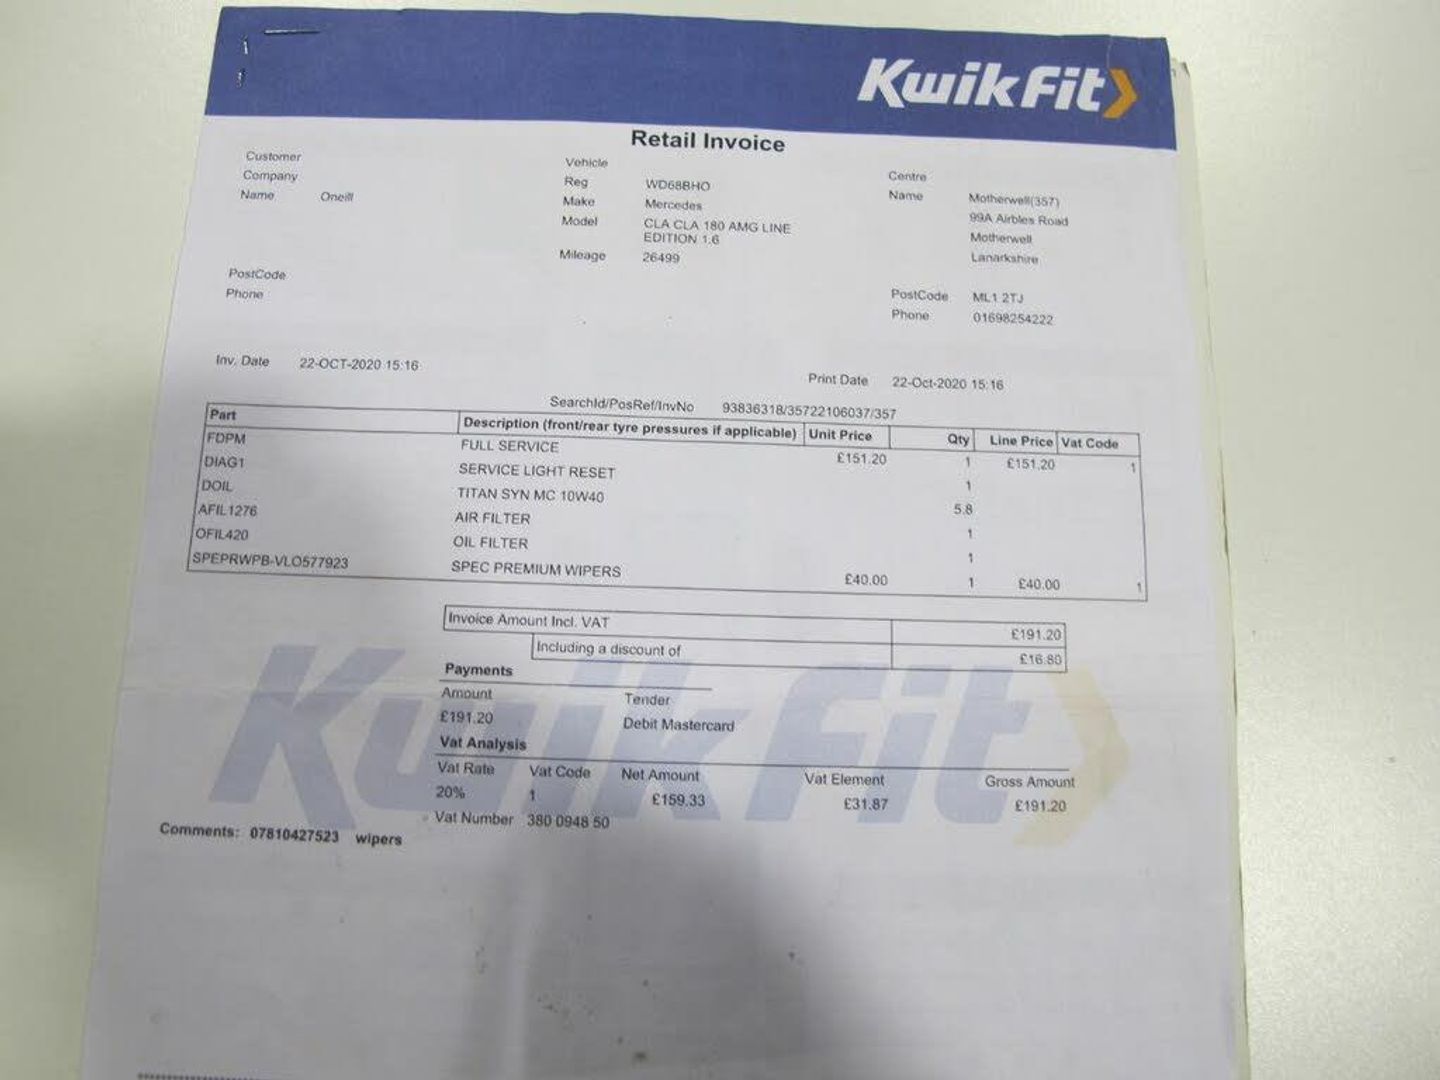 KwikFit
Retail Invoice
Customer
Company
Name Oneill
PostCode
Phone
Vehicle
Reg WD68BHO
Make Mercedes
Model CLA CLA 180 AMG LINE
EDITION 1.6
Mileage 26499
Centre
Name Motherwell(357)
99A Airbles Road
Motherwell
Lanarkshire
PostCode ML1 2TJ
Phone 01698254222
Inv. Date 22-OCT-2020 15:16
Print Date 22-Oct-2020 15:16
SearchId/PosRef/InvNo 93836318/35722106037/357
Part Description (front/rear tyre pressures if applicable) Unit Price Qty Line Price Vat Code
FDPM FULL SERVICE £151.20 1 £151.20 1
DIAG1 SERVICE LIGHT RESET 1
DOIL TITAN SYN MC 10W40 5.8
AFIL1276 AIR FILTER 1
OFIL420 OIL FILTER 1
SPEPRWPB-VLO577923 SPEC PREMIUM WIPERS £40.00 1 £40.00 1
Invoice Amount Incl. VAT £191.20
Including a discount of £16.80
Payments
Amount Tender
£191.20 Debit Mastercard
Vat Analysis
Vat Rate Vat Code Net Amount Vat Element Gross Amount
20% 1 £159.33 £31.87 £191.20
Vat Number 380 0948 50
Comments: 07810427523 wipers
KwikFit